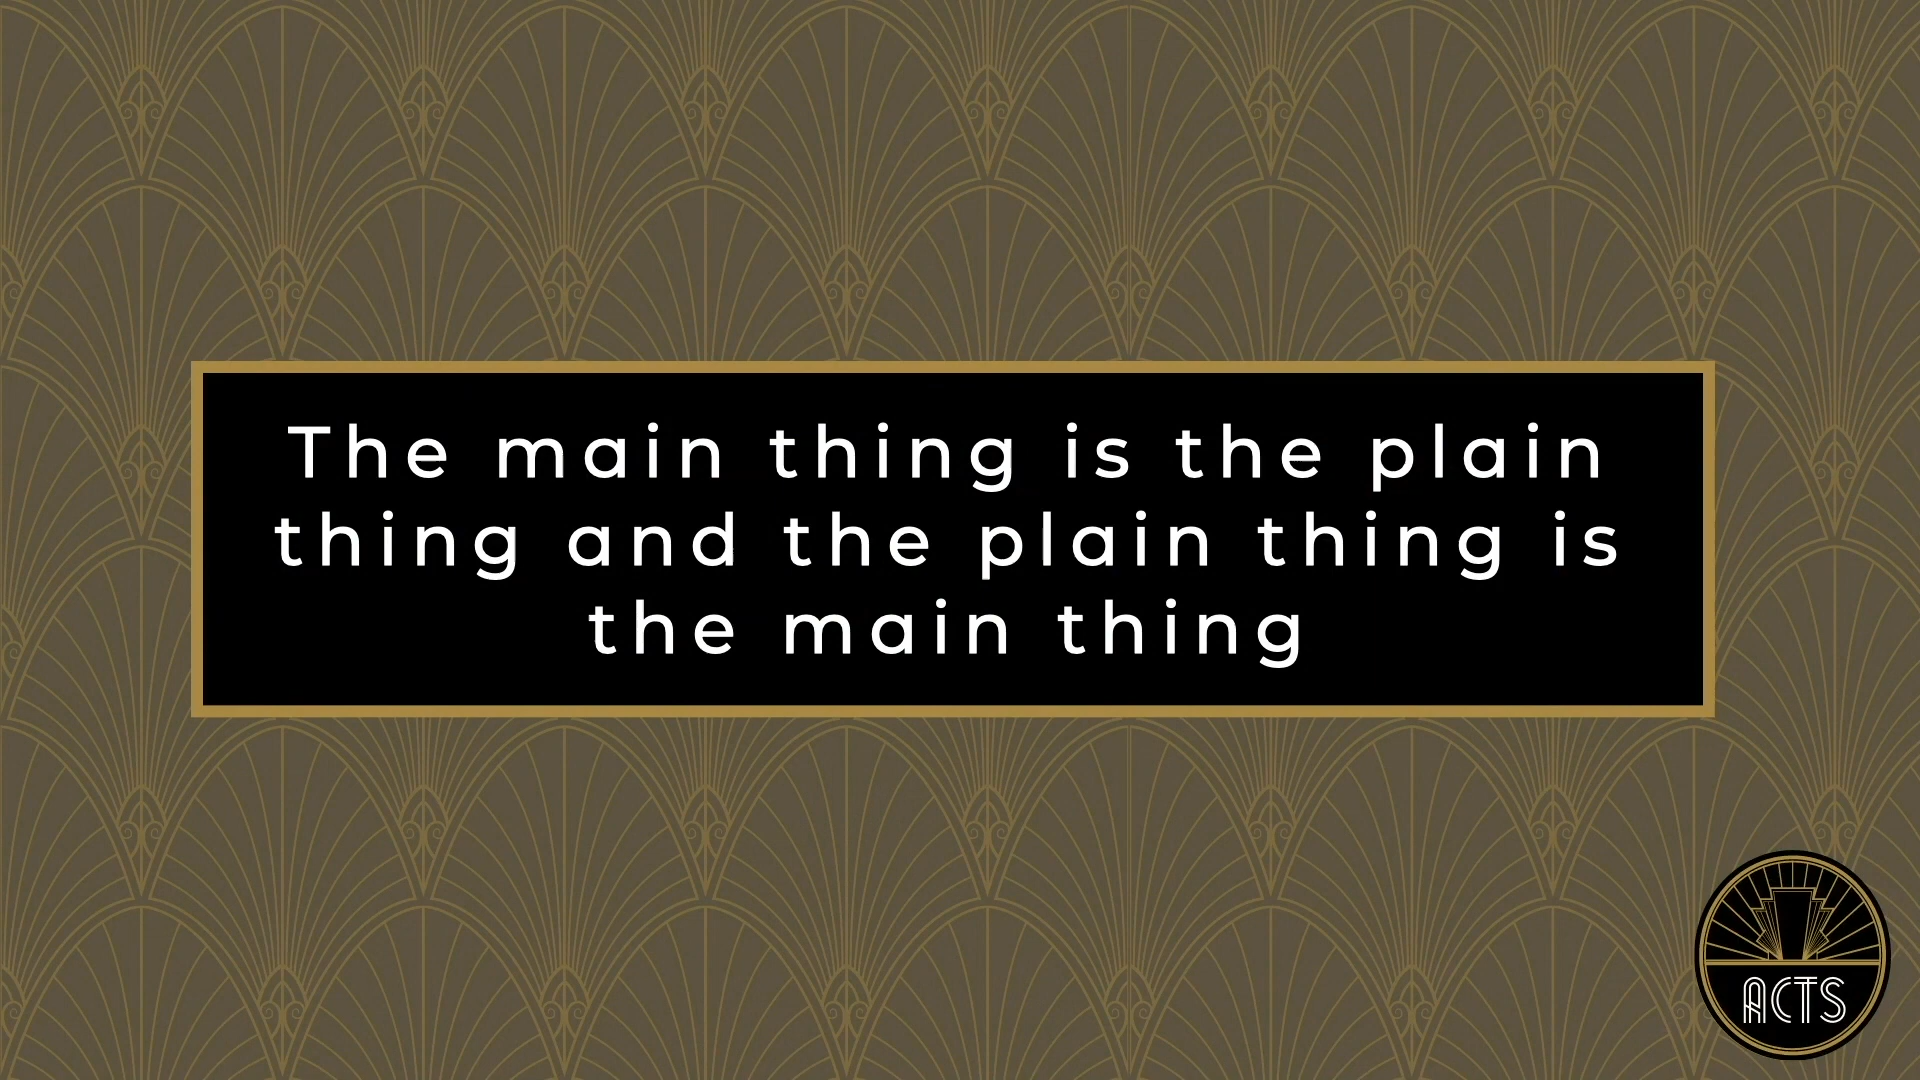 The main thing is the plain
thing and the plain thing is
the main thing
ACTS